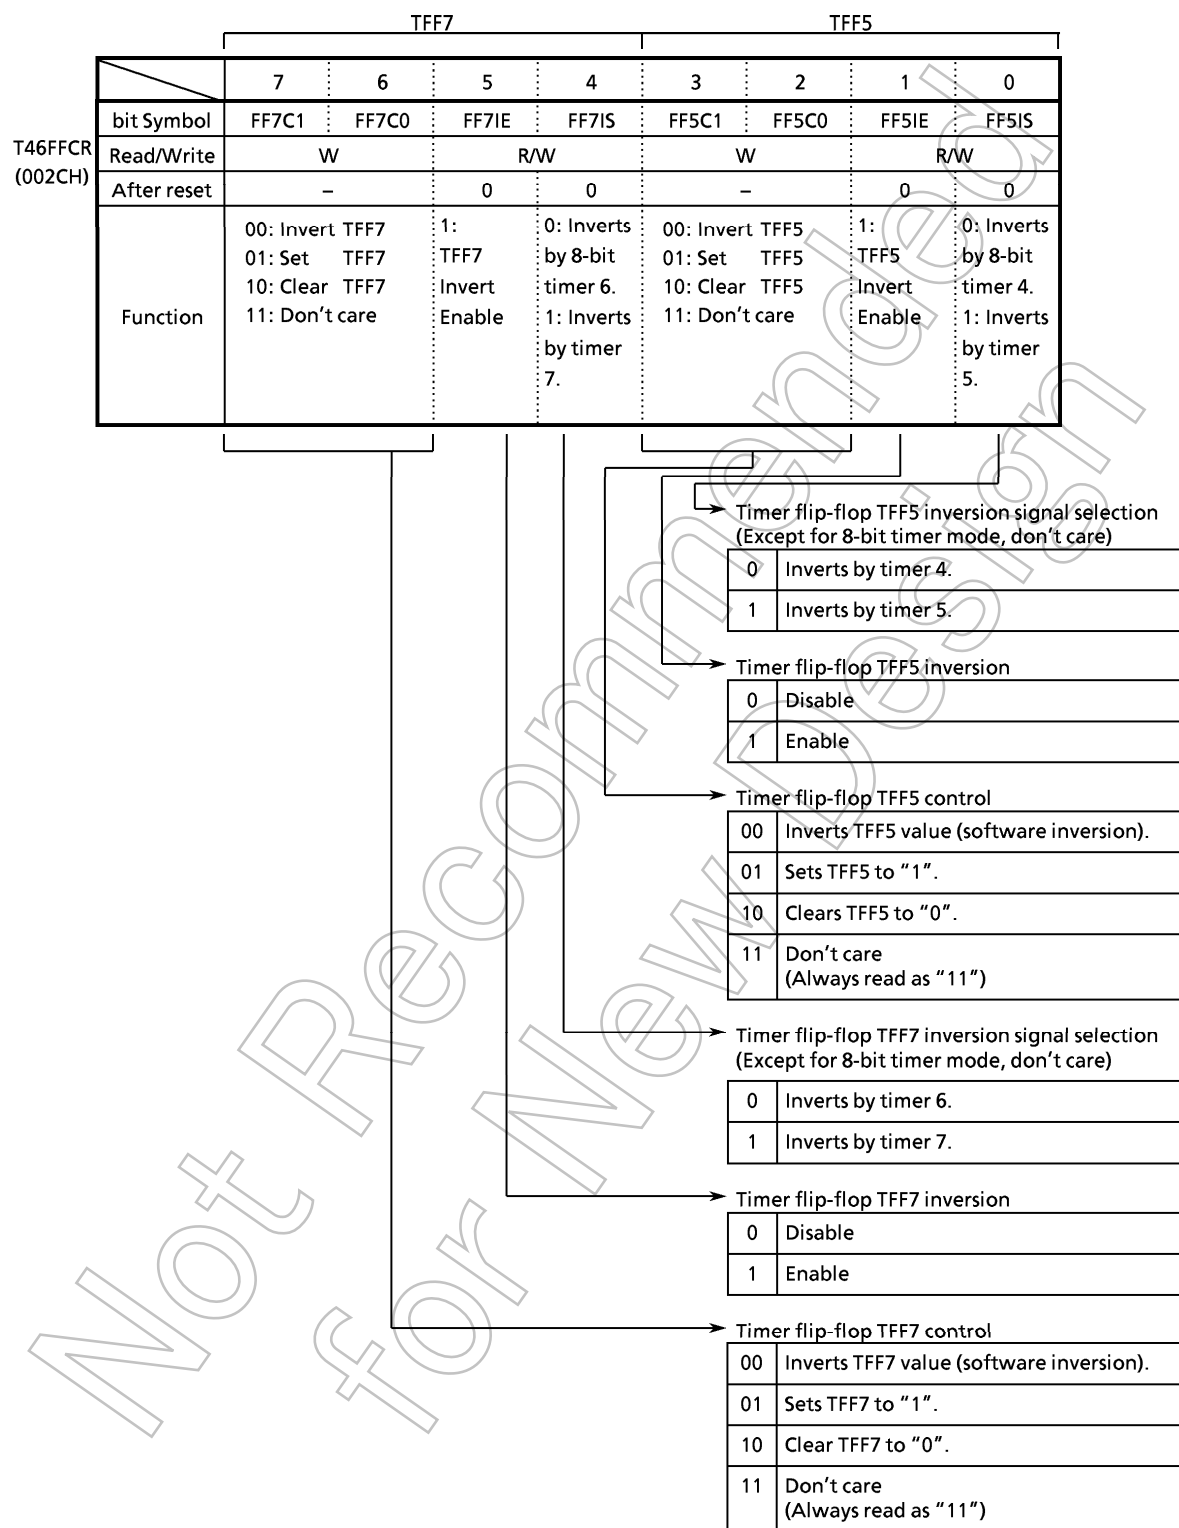 TFF7 TFF5
7 6 5 4 3 2 1 0
bit Symbol FF7C1 FF7C0 FF7IE FF7IS FF5C1 FF5C0 FF5IE FF5IS
T46FFCR
(002CH)
Read/Write W R/W W R/W
After reset – 0 0 – 0 0
Function
00: Invert TFF7
01: Set TFF7
10: Clear TFF7
11: Don't care
1:
TFF7
Invert
Enable
0: Inverts
by 8-bit
timer 6.
1: Inverts
by timer
7.
00: Invert TFF5
01: Set TFF5
10: Clear TFF5
11: Don't care
1:
TFF5
Invert
Enable
0: Inverts
by 8-bit
timer 4.
1: Inverts
by timer
5.
Timer flip-flop TFF5 inversion signal selection
(Except for 8-bit timer mode, don't care)
0 Inverts by timer 4.
1 Inverts by timer 5.
Timer flip-flop TFF5 inversion
0 Disable
1 Enable
Timer flip-flop TFF5 control
00 Inverts TFF5 value (software inversion).
01 Sets TFF5 to "1".
10 Clears TFF5 to "0".
11 Don't care
(Always read as "11")
Timer flip-flop TFF7 inversion signal selection
(Except for 8-bit timer mode, don't care)
0 Inverts by timer 6.
1 Inverts by timer 7.
Timer flip-flop TFF7 inversion
0 Disable
1 Enable
Timer flip-flop TFF7 control
00 Inverts TFF7 value (software inversion).
01 Sets TFF7 to "1".
10 Clear TFF7 to "0".
11 Don't care
(Always read as "11")
Not Recommended
for New Design